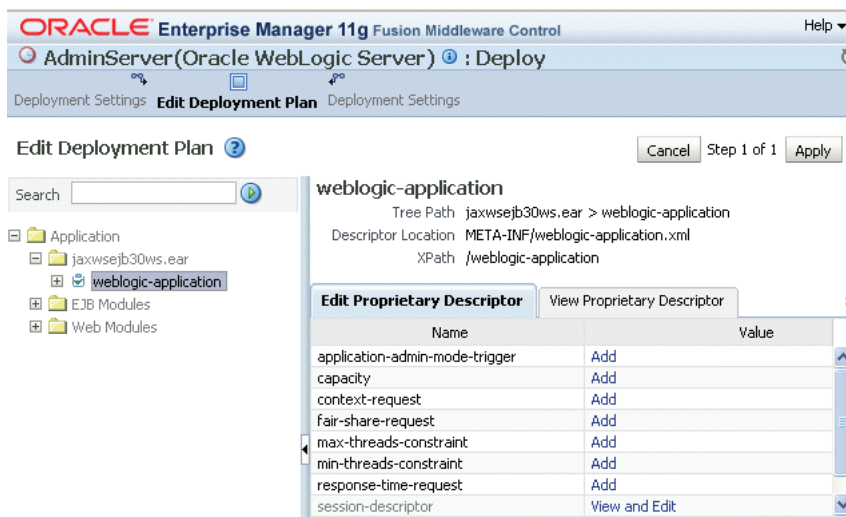 ORACLE Enterprise Manager 11g Fusion Middleware Control Help
AdminServer(Oracle WebLogic Server) : Deploy
Deployment Settings Edit Deployment Plan Deployment Settings
Edit Deployment Plan Cancel Step 1 of 1 Apply
Search
Application
jaxwsejb30ws.ear
weblogic-application
EJB Modules
Web Modules
weblogic-application
Tree Path jaxwsejb30ws.ear > weblogic-application
Descriptor Location META-INF/weblogic-application.xml
XPath /weblogic-application
Edit Proprietary Descriptor View Proprietary Descriptor
Name Value
application-admin-mode-trigger Add
capacity Add
context-request Add
fair-share-request Add
max-threads-constraint Add
min-threads-constraint Add
response-time-request Add
session-descriptor View and Edit